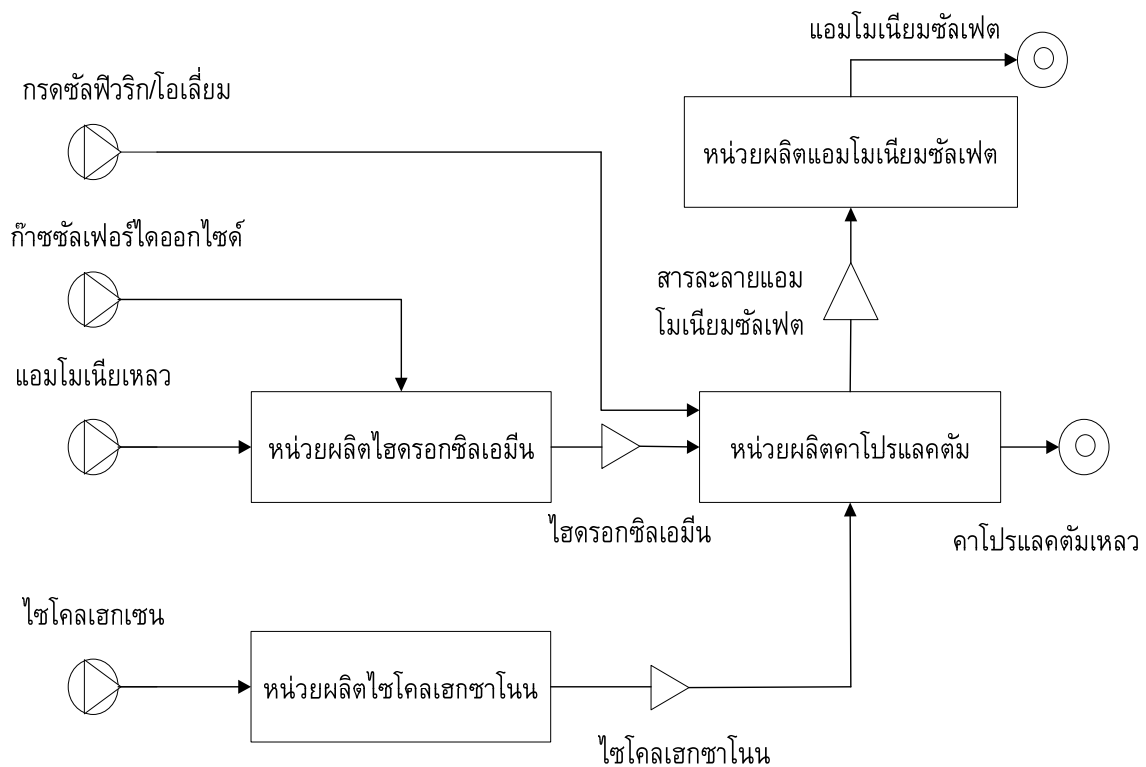 แอมโมเนียมซัลเฟต
กรดซัลฟิวริก/โอเลี่ยม
หน่วยผลิตแอมโมเนียมซัลเฟต
ก๊าซซัลเฟอร์ไดออกไซด์
สารละลายแอม
โมเนียมซัลเฟต
แอมโมเนียเหลว
หน่วยผลิตไฮดรอกซิลเอมีน
หน่วยผลิตคาโปรแลคตัม
ไฮดรอกซิลเอมีน
คาโปรแลคตัมเหลว
ไซโคลเฮกเซน
หน่วยผลิตไซโคลเฮกซาโนน
ไซโคลเฮกซาโนน